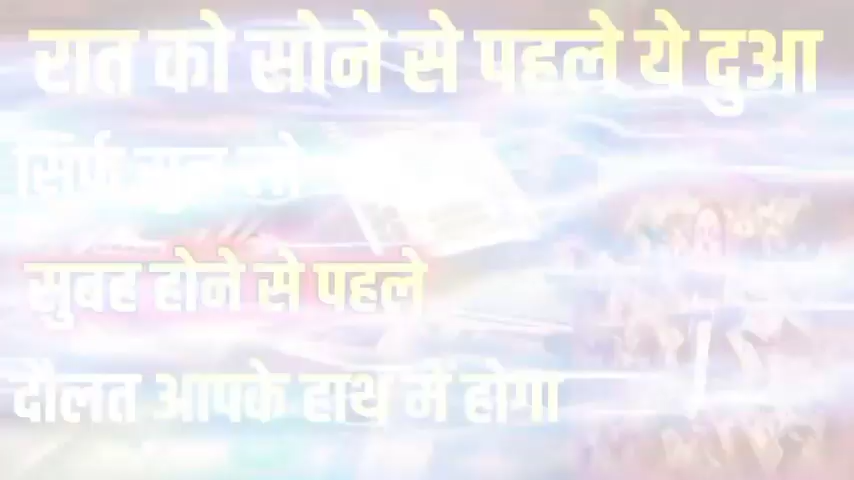 रात को सोने से पहले ये दुआ
सिर्फ सुन लो
सुबह होने से पहले
दौलत आपके हाथ में होगा